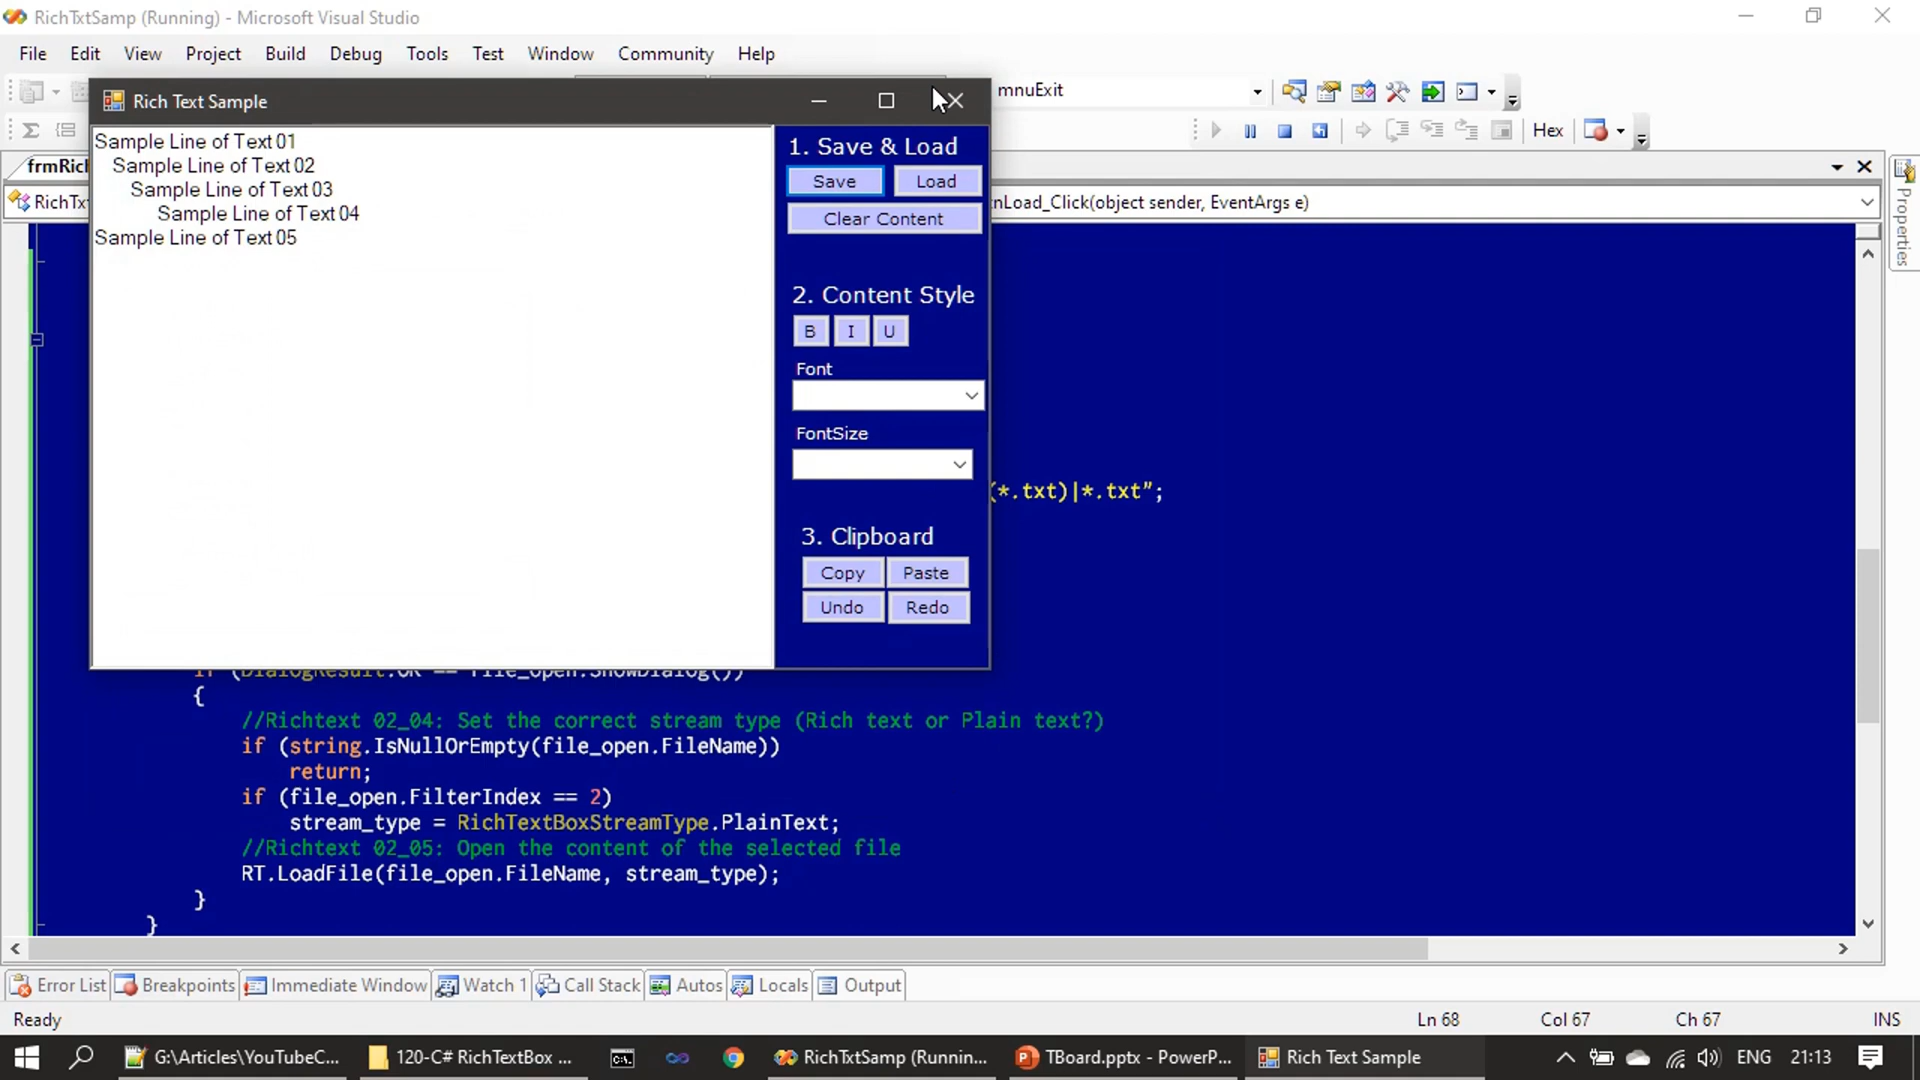 RichTxtSamp (Running) - Microsoft Visual Studio
File Edit View Project Build Debug Tools Test Window Community Help
mnuExit
Rich Text Sample
Hex
Sample Line of Text 01
Sample Line of Text 02
Sample Line of Text 03
Sample Line of Text 04
Sample Line of Text 05
1. Save & Load
Save Load
Clear Content
2. Content Style
B I U
Font
FontSize
3. Clipboard
Copy Paste
Undo Redo
frmRich
RichTxt
nLoad_Click(object sender, EventArgs e)
Properties
(*.txt)|*.txt";
if (DialogResult.OK == file_open.ShowDialog())
{
//Richtext 02_04: Set the correct stream type (Rich text or Plain text?)
if (string.IsNullOrEmpty(file_open.FileName))
return;
if (file_open.FilterIndex == 2)
stream_type = RichTextBoxStreamType.PlainText;
//Richtext 02_05: Open the content of the selected file
RT.LoadFile(file_open.FileName, stream_type);
}
}
Error List Breakpoints Immediate Window Watch 1 Call Stack Autos Locals Output
Ready Ln 68 Col 67 Ch 67 INS
G:\Articles\YouTubeC... 120-C# RichTextBox ... RichTxtSamp (Runnin... TBoard.pptx - PowerP... Rich Text Sample ENG 21:13